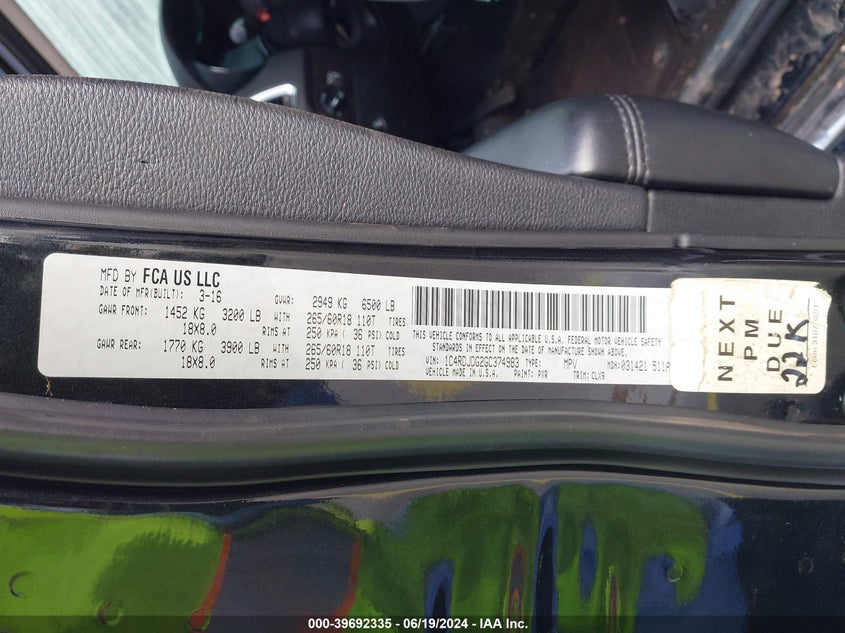 MFD BY FCA US LLC
DATE OF MFR(BUILT): 3-16 GVWR: 2949 KG 6500 LB
GAWR FRONT: 1452 KG 3200 LB WITH 265/60R18 110T TIRES
18X8.0 RIMS AT 250 KPA ( 36 PSI) COLD
GAWR REAR: 1770 KG 3900 LB WITH 265/60R18 110T TIRES
18X8.0 RIMS AT 250 KPA ( 36 PSI) COLD
THIS VEHICLE CONFORMS TO ALL APPLICABLE U.S.A. FEDERAL MOTOR VEHICLE SAFETY
STANDARDS IN EFFECT ON THE DATE OF MANUFACTURE SHOWN ABOVE.
VIN: 1C4RDJDG2GC374983 TYPE: MPV MDH:031421 511A
VEHICLE MADE IN U.S.A. PAINT: PXR TRIM: CLX9
NEXT
PM
DUE
22K
000-39692335 - 06/19/2024 - IAA Inc.